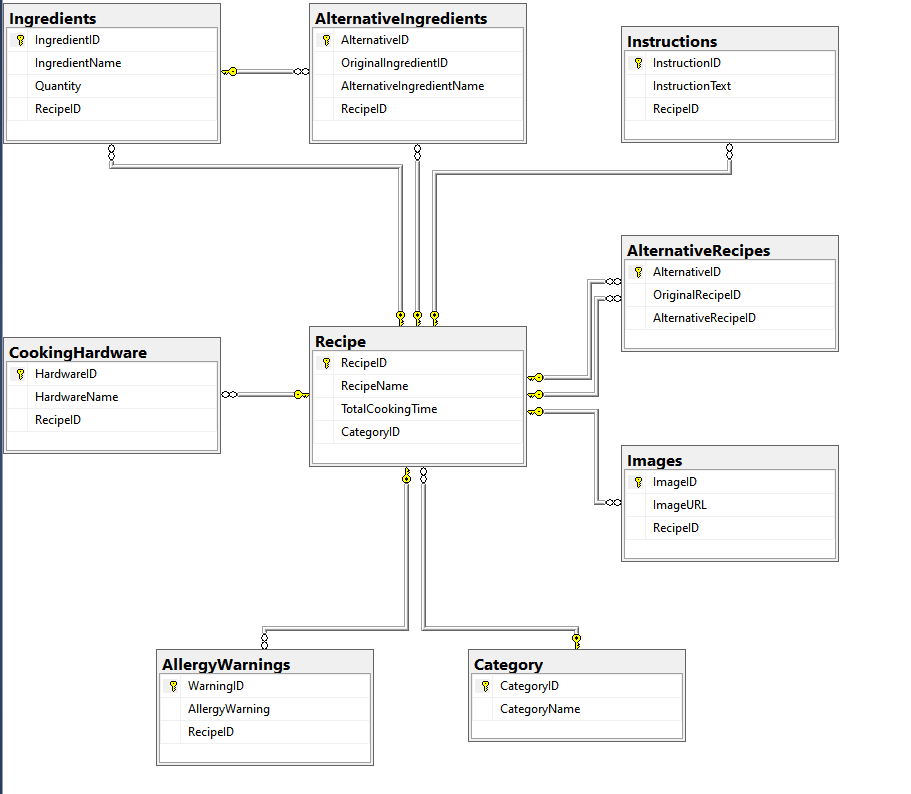 Ingredients
IngredientID
IngredientName
Quantity
RecipeID
AlternativeIngredients
AlternativeID
OriginalIngredientID
AlternativeIngredientName
RecipeID
Instructions
InstructionID
InstructionText
RecipeID
AlternativeRecipes
AlternativeID
OriginalRecipeID
AlternativeRecipeID
CookingHardware
HardwareID
HardwareName
RecipeID
Recipe
RecipeID
RecipeName
TotalCookingTime
CategoryID
Images
ImageID
ImageURL
RecipeID
AllergyWarnings
WarningID
AllergyWarning
RecipeID
Category
CategoryID
CategoryName